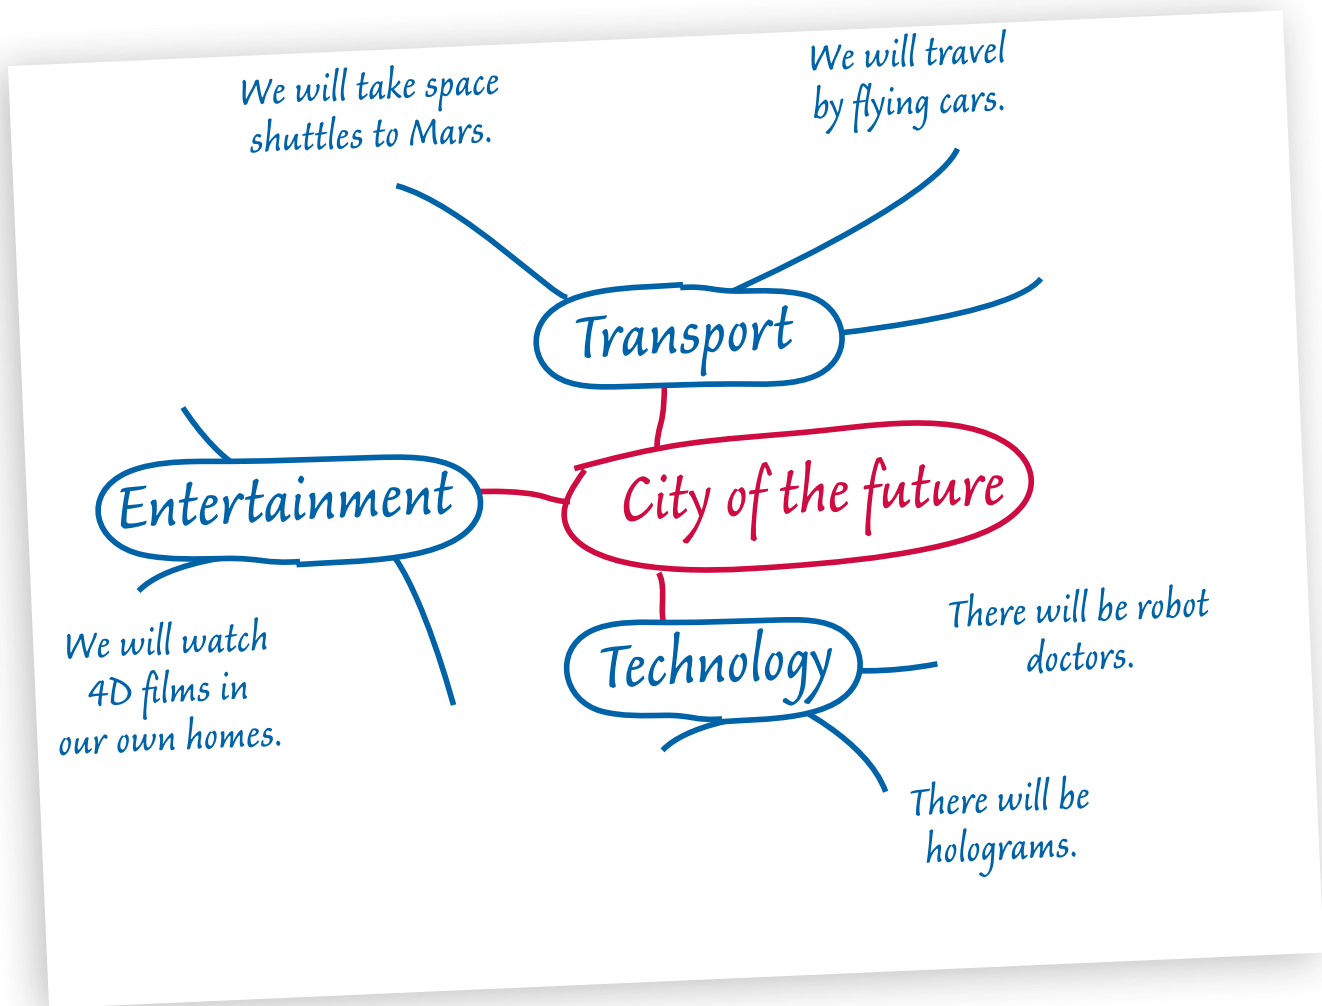 We will take space
shuttles to Mars.
We will travel
by flying cars.
Transport
Entertainment
City of the future
We will watch
4D films in
our own homes.
Technology
There will be robot
doctors.
There will be
holograms.